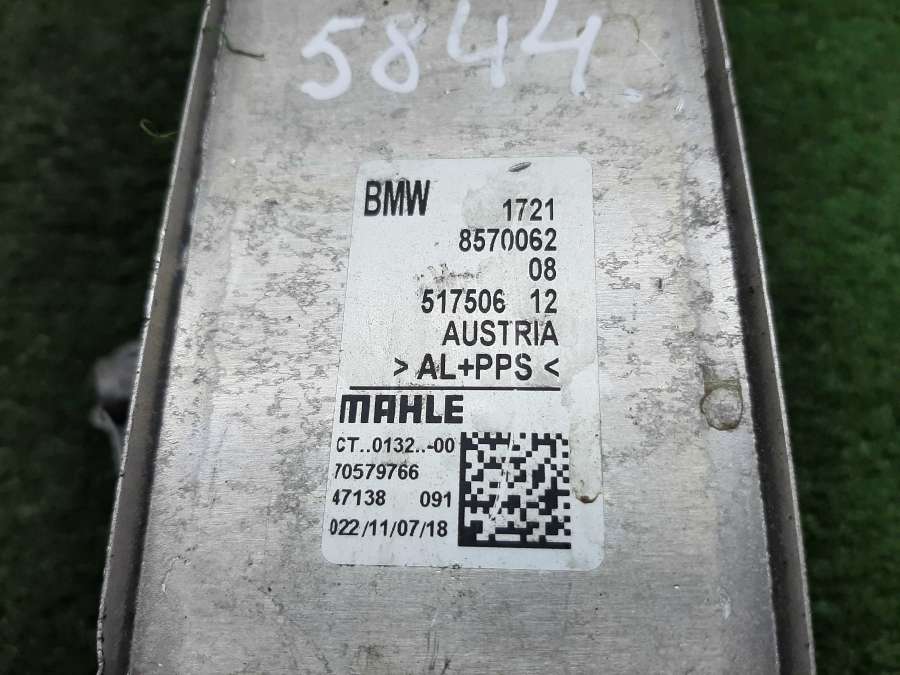 5844.
BMW 1721
8570062
08
517506 12
AUSTRIA
>AL+PPS<
MAHLE
CT..0132..-00
70579766
47138 091
022/11/07/18